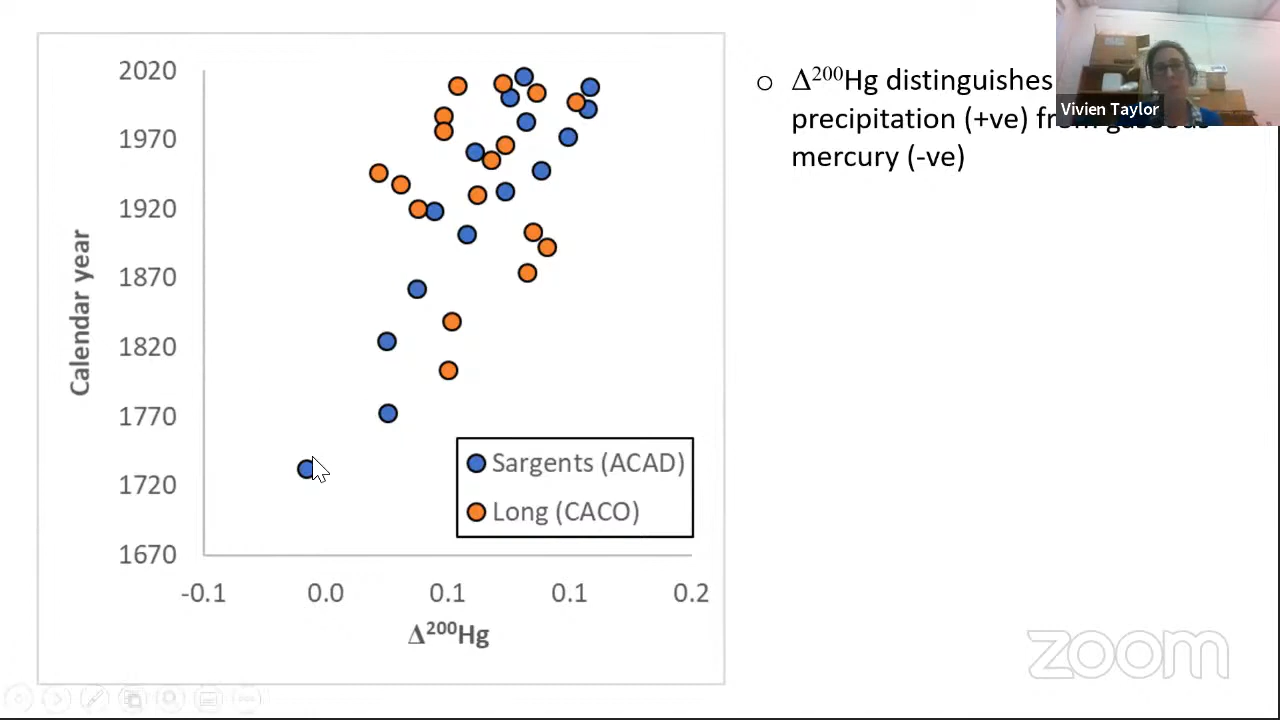 2020
1970
1920
1870
1820
1770
1720
1670
Calendar year
-0.1
0.0
0.1
0.1
0.2
Δ²⁰⁰Hg
Sargents (ACAD)
Long (CACO)
○ Δ²⁰⁰Hg distinguishes
precipitation (+ve) from
mercury (-ve)
Vivien Taylor
zoom